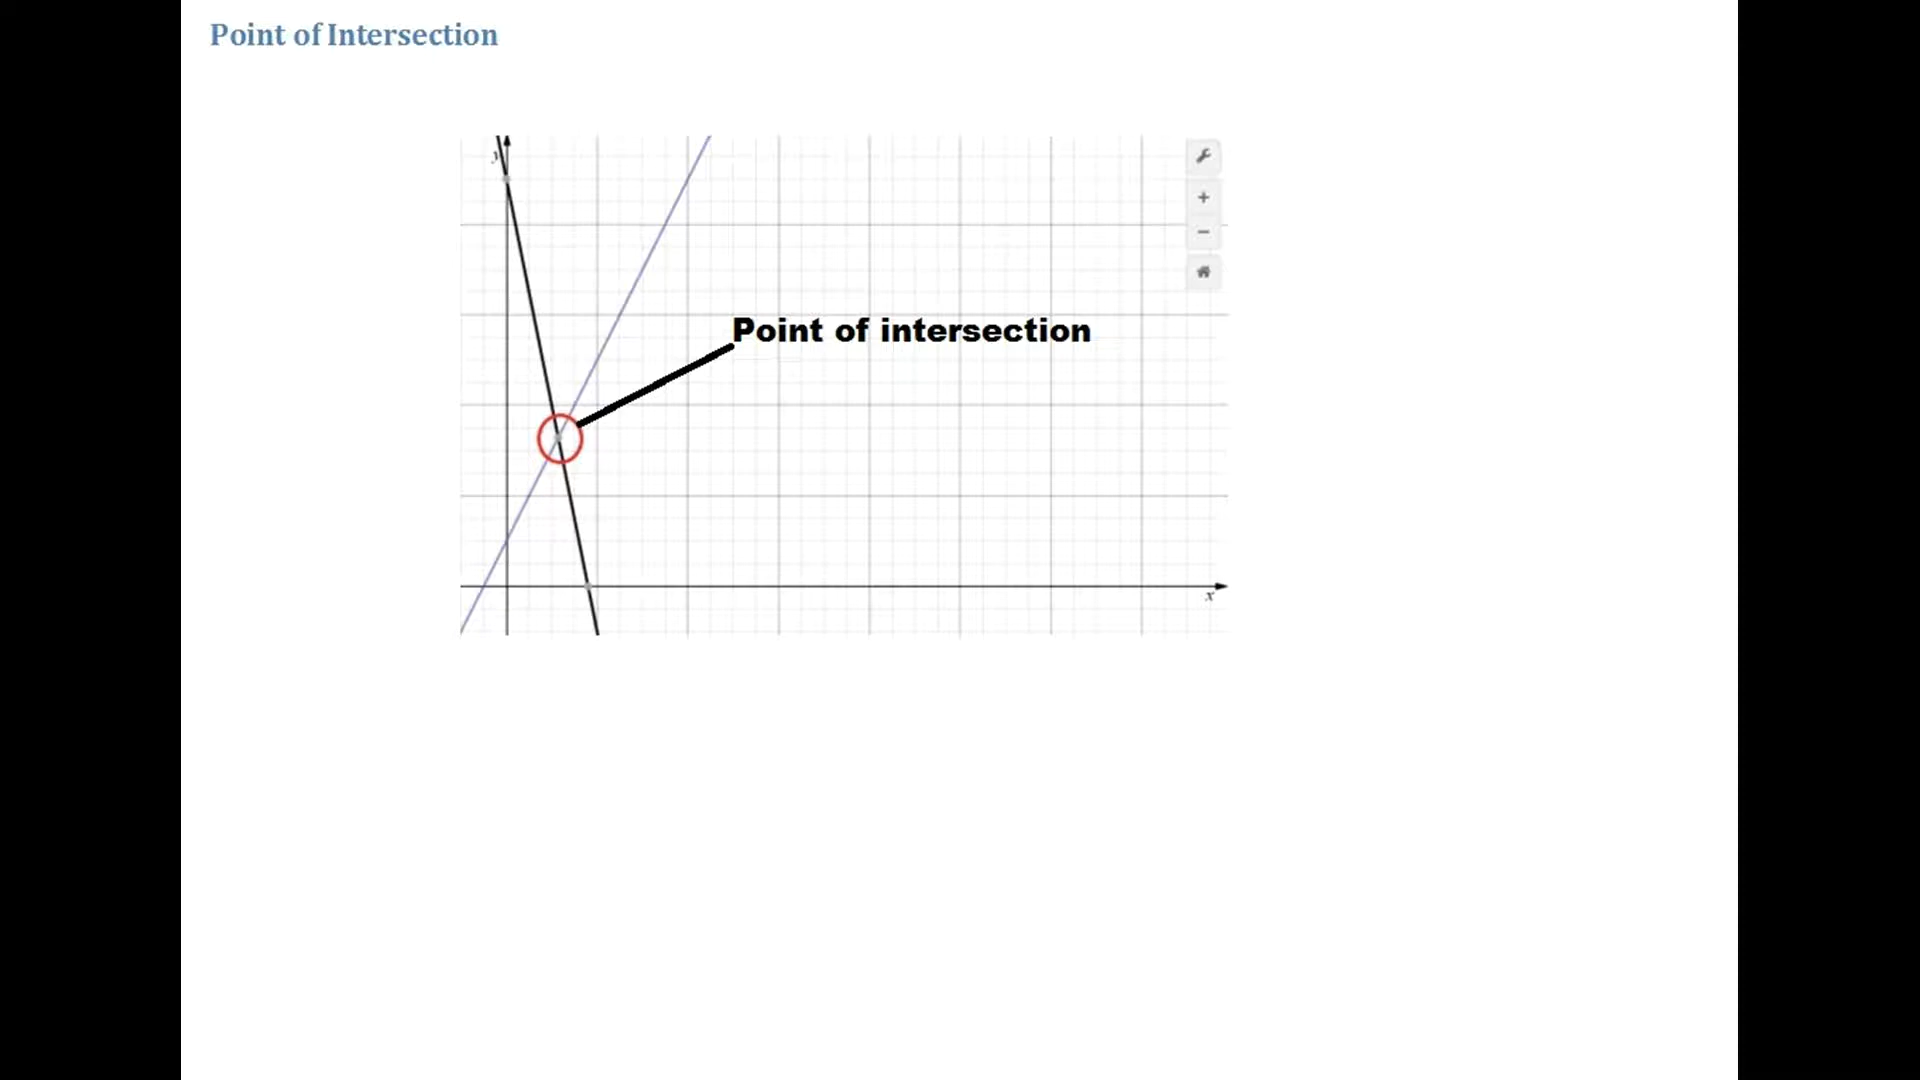 Point of Intersection
y
+
Point of intersection
−
x